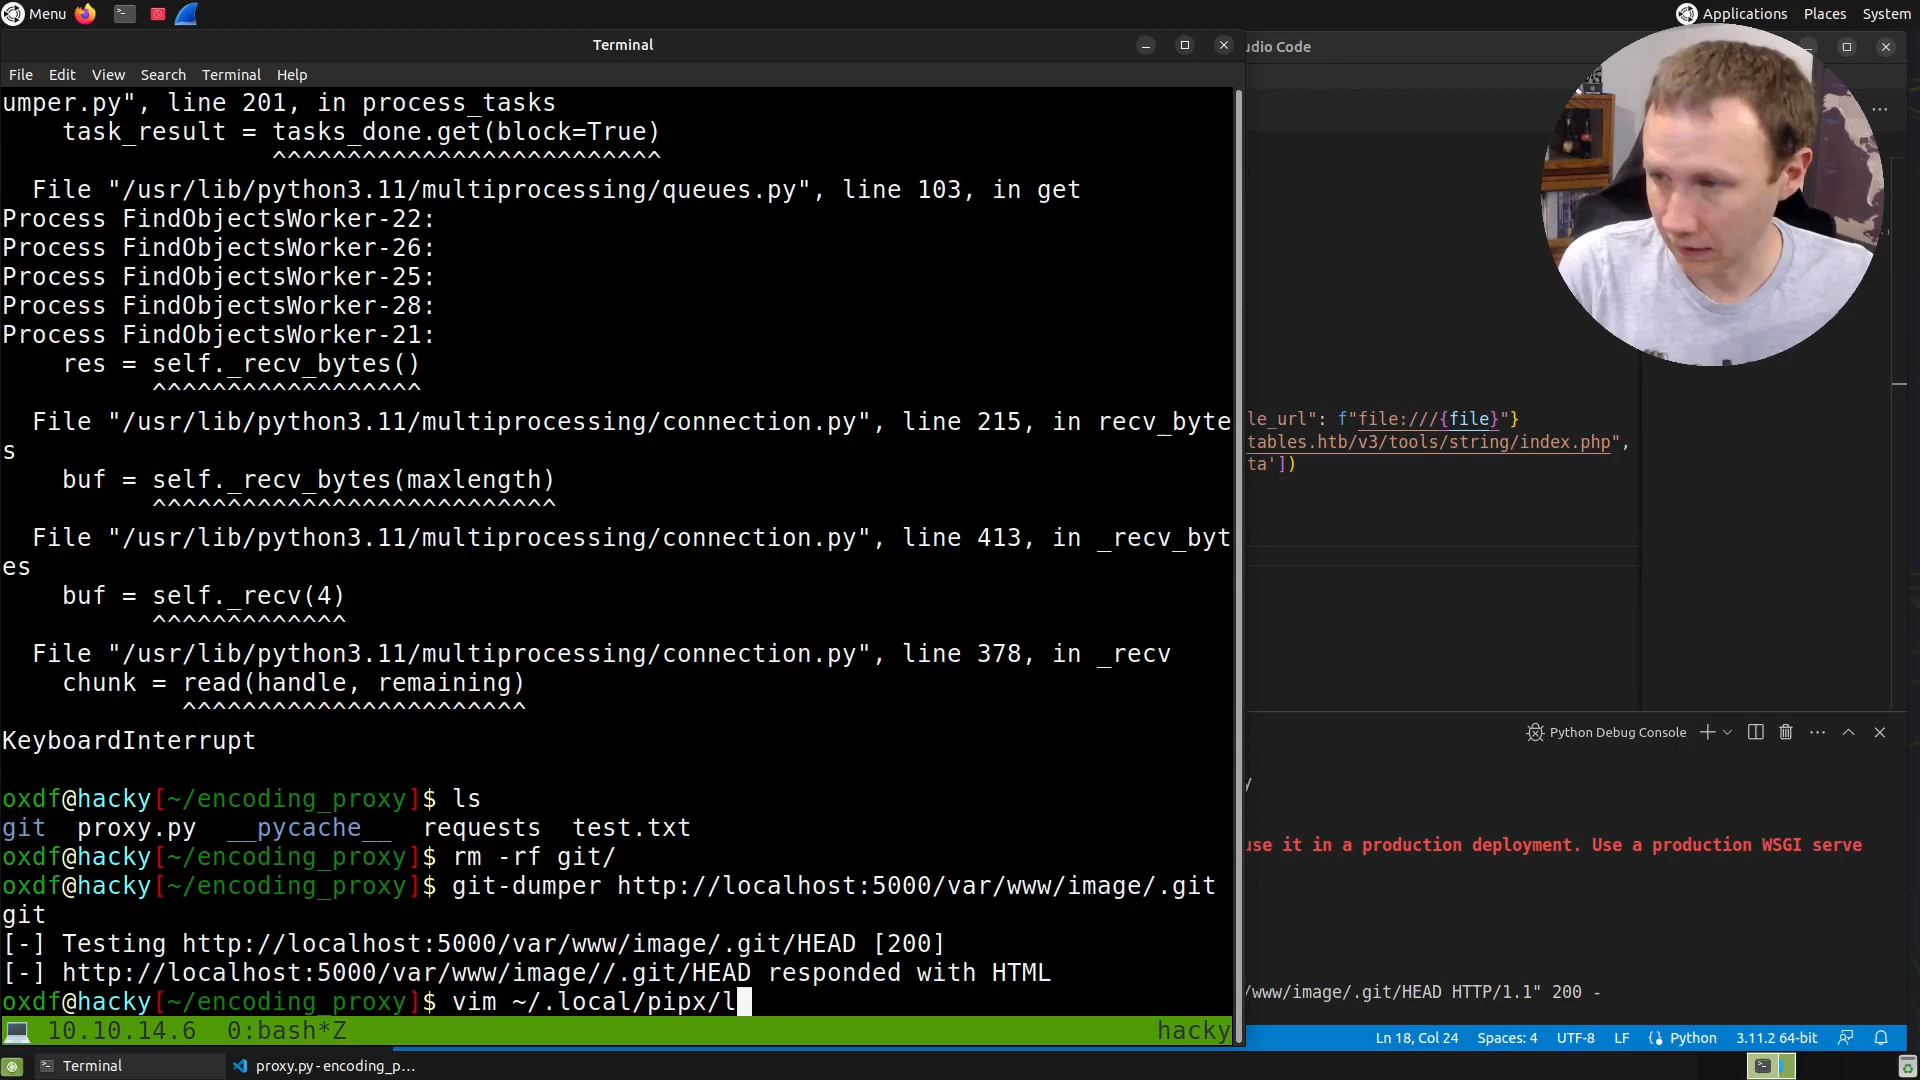 Menu
Applications Places System
Terminal
udio Code
File Edit View Search Terminal Help
umper.py", line 201, in process_tasks
task_result = tasks_done.get(block=True)
^^^^^^^^^^^^^^^^^^^^^^^^^^
File "/usr/lib/python3.11/multiprocessing/queues.py", line 103, in get
Process FindObjectsWorker-22:
Process FindObjectsWorker-26:
Process FindObjectsWorker-25:
Process FindObjectsWorker-28:
Process FindObjectsWorker-21:
res = self._recv_bytes()
^^^^^^^^^^^^^^^^^^
File "/usr/lib/python3.11/multiprocessing/connection.py", line 215, in recv_byte
s
buf = self._recv_bytes(maxlength)
^^^^^^^^^^^^^^^^^^^^^^^^^^^
File "/usr/lib/python3.11/multiprocessing/connection.py", line 413, in _recv_byt
es
buf = self._recv(4)
^^^^^^^^^^^^^
File "/usr/lib/python3.11/multiprocessing/connection.py", line 378, in _recv
chunk = read(handle, remaining)
^^^^^^^^^^^^^^^^^^^^^^^
KeyboardInterrupt
oxdf@hacky[~/encoding_proxy]$ ls
git proxy.py __pycache__ requests test.txt
oxdf@hacky[~/encoding_proxy]$ rm -rf git/
oxdf@hacky[~/encoding_proxy]$ git-dumper http://localhost:5000/var/www/image/.git
git
[-] Testing http://localhost:5000/var/www/image/.git/HEAD [200]
[-] http://localhost:5000/var/www/image//.git/HEAD responded with HTML
oxdf@hacky[~/encoding_proxy]$ vim ~/.local/pipx/l
10.10.14.6 0:bash*Z hacky
le_url": f"file:///{file}"}
tables.htb/v3/tools/string/index.php",
ta'])
Python Debug Console
y
use it in a production deployment. Use a production WSGI serve
/www/image/.git/HEAD HTTP/1.1" 200 -
Ln 18, Col 24 Spaces: 4 UTF-8 LF Python 3.11.2 64-bit
Terminal proxy.py - encoding_p...